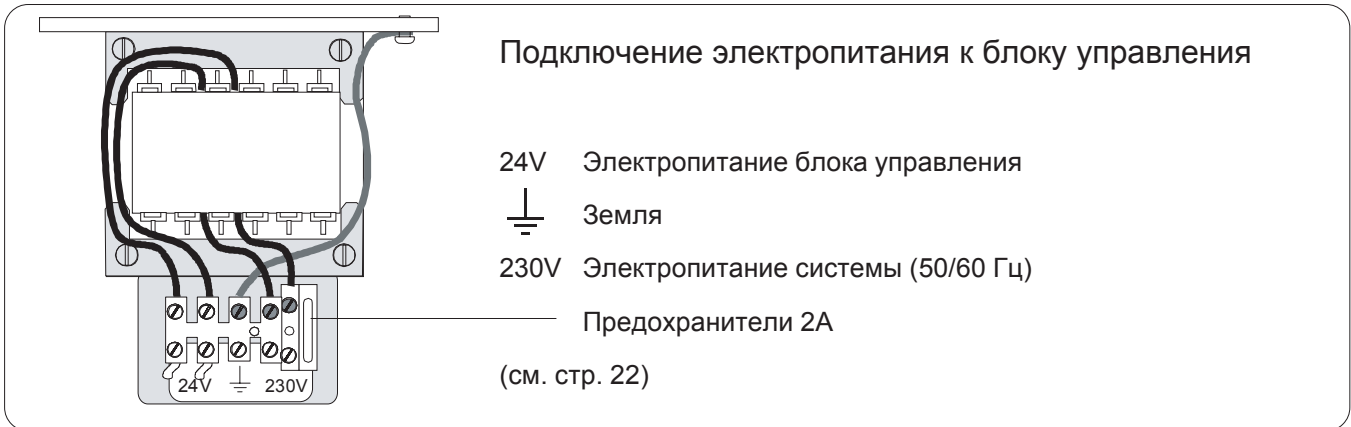 Подключение электропитания к блоку управления
24V Электропитание блока управления
Земля
230V Электропитание системы (50/60 Гц)
Предохранители 2А
(см. стр. 22)
24V 230V